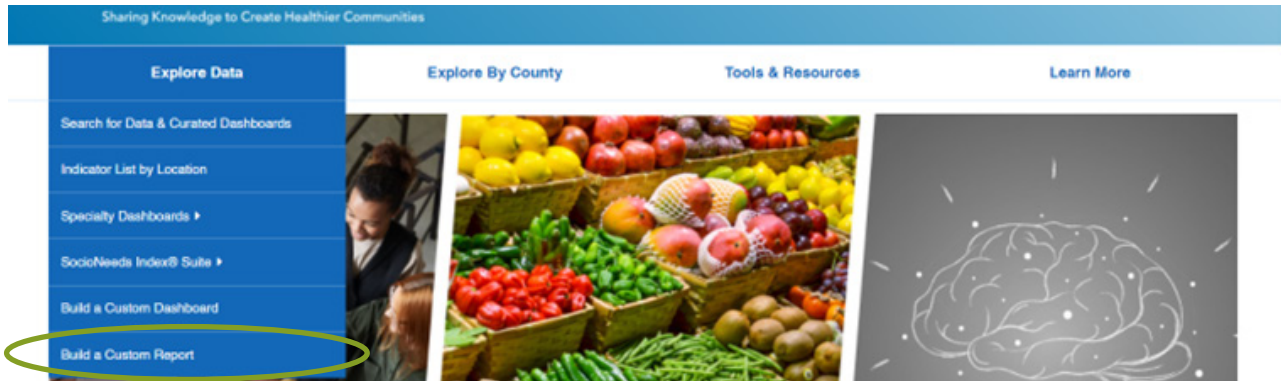 Sharing Knowledge to Create Healthier Communities
Explore Data
Explore By County
Tools & Resources
Learn More
Search for Data & Curated Dashboards
Indicator List by Location
Specialty Dashboards
SocioNeeds Index® Suite
Build a Custom Dashboard
Build a Custom Report